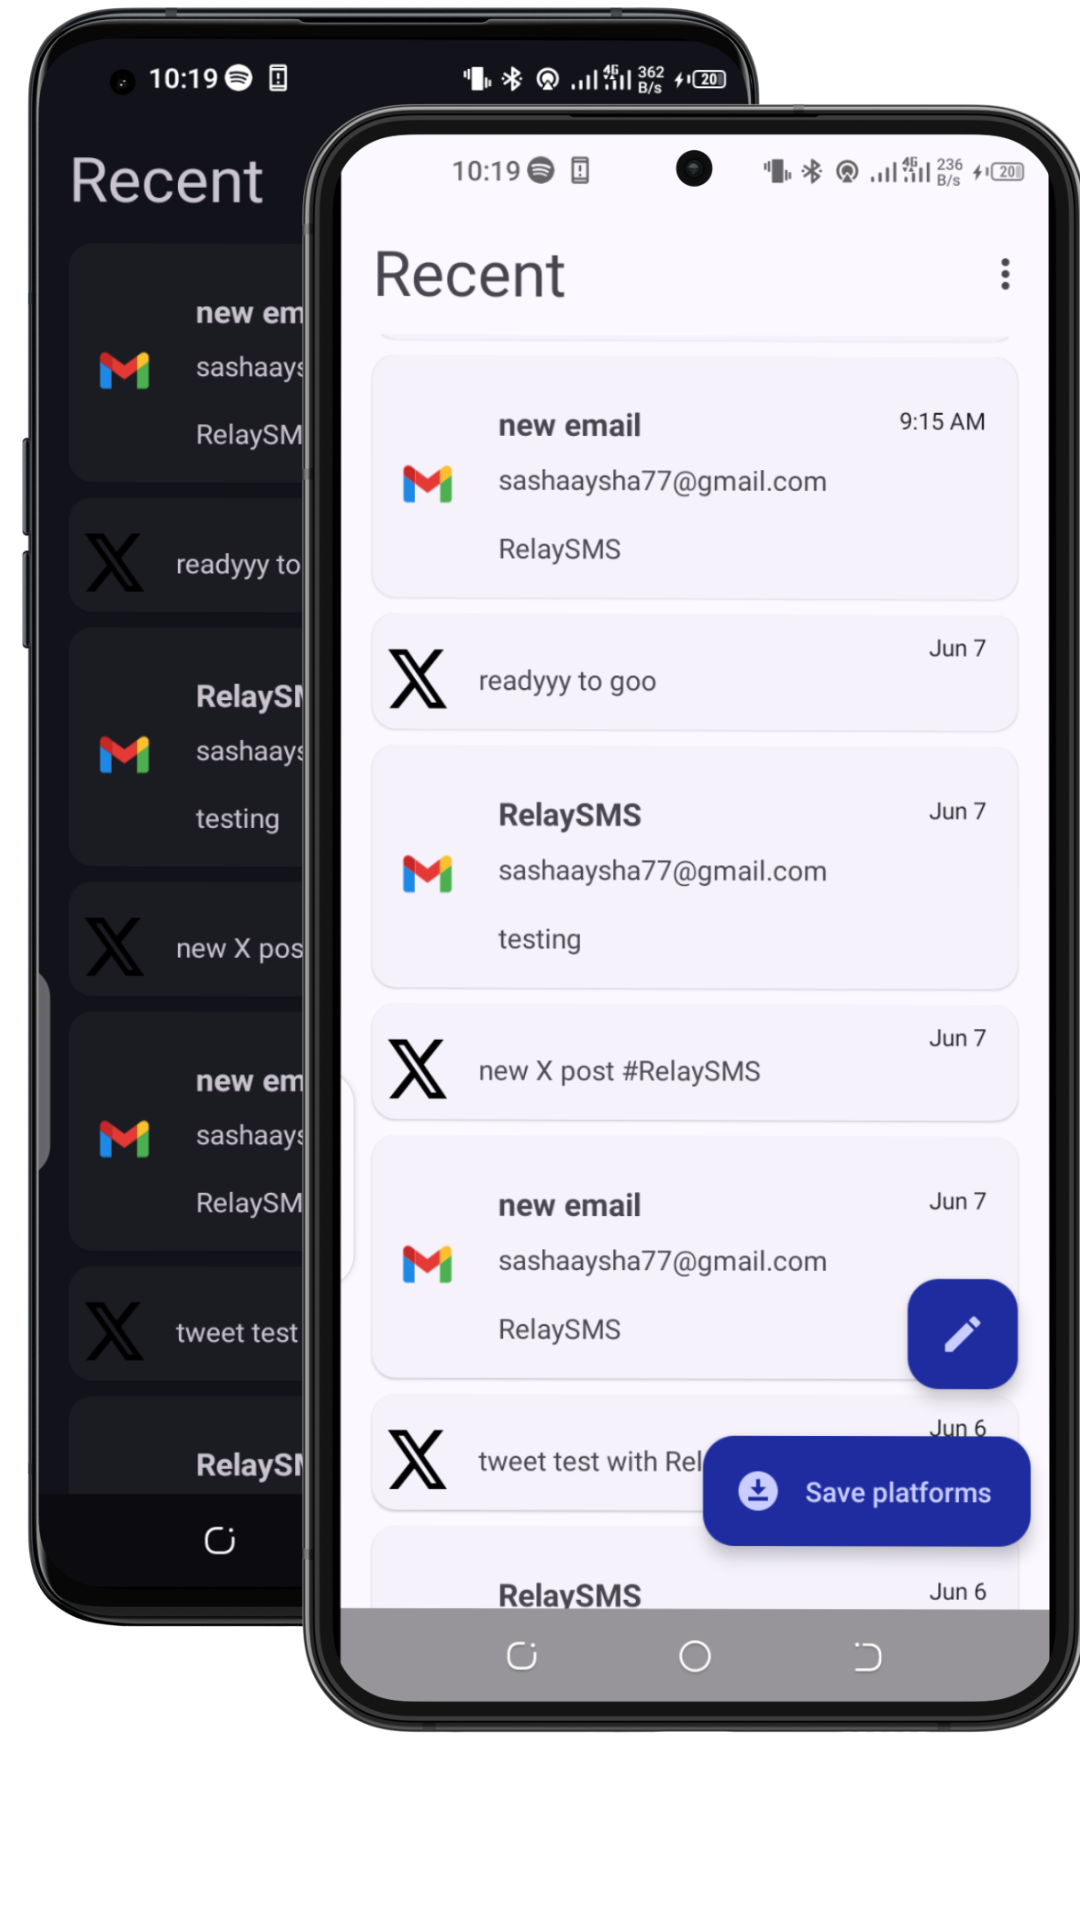 10:19
362
B/s
20
Recent
new em
sashaays
RelaySM
readyyy to
RelaySM
sashaays
testing
new X pos
new em
sashaays
RelaySM
tweet test
RelaySM
10:19
4G
236
B/s
20
Recent
new email
9:15 AM
sashaaysha77@gmail.com
RelaySMS
Jun 7
readyyy to goo
RelaySMS
Jun 7
sashaaysha77@gmail.com
testing
Jun 7
new X post #RelaySMS
new email
Jun 7
sashaaysha77@gmail.com
RelaySMS
Jun 6
tweet test with Rel
Save platforms
RelaySMS
Jun 6